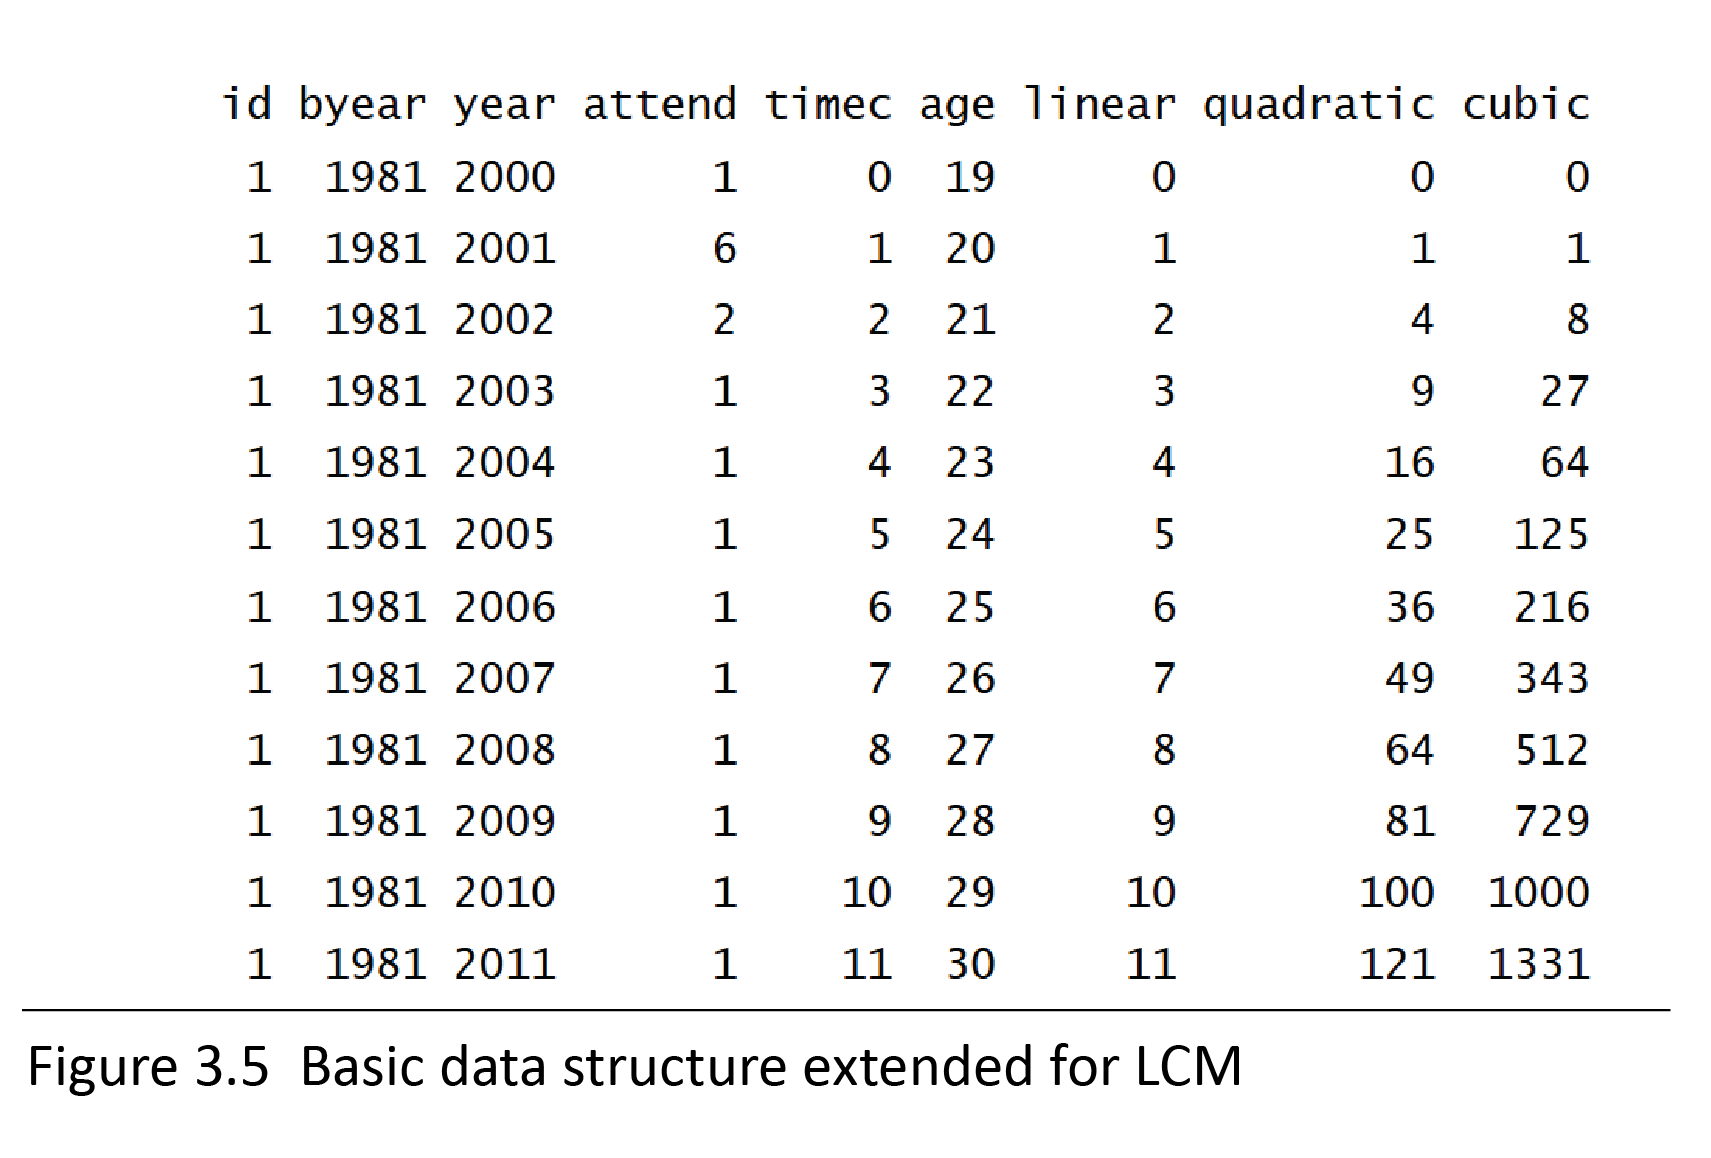 id byear year attend timec age linear quadratic cubic
1 1981 2000 1 0 19 0 0 0
1 1981 2001 6 1 20 1 1 1
1 1981 2002 2 2 21 2 4 8
1 1981 2003 1 3 22 3 9 27
1 1981 2004 1 4 23 4 16 64
1 1981 2005 1 5 24 5 25 125
1 1981 2006 1 6 25 6 36 216
1 1981 2007 1 7 26 7 49 343
1 1981 2008 1 8 27 8 64 512
1 1981 2009 1 9 28 9 81 729
1 1981 2010 1 10 29 10 100 1000
1 1981 2011 1 11 30 11 121 1331
Figure 3.5 Basic data structure extended for LCM